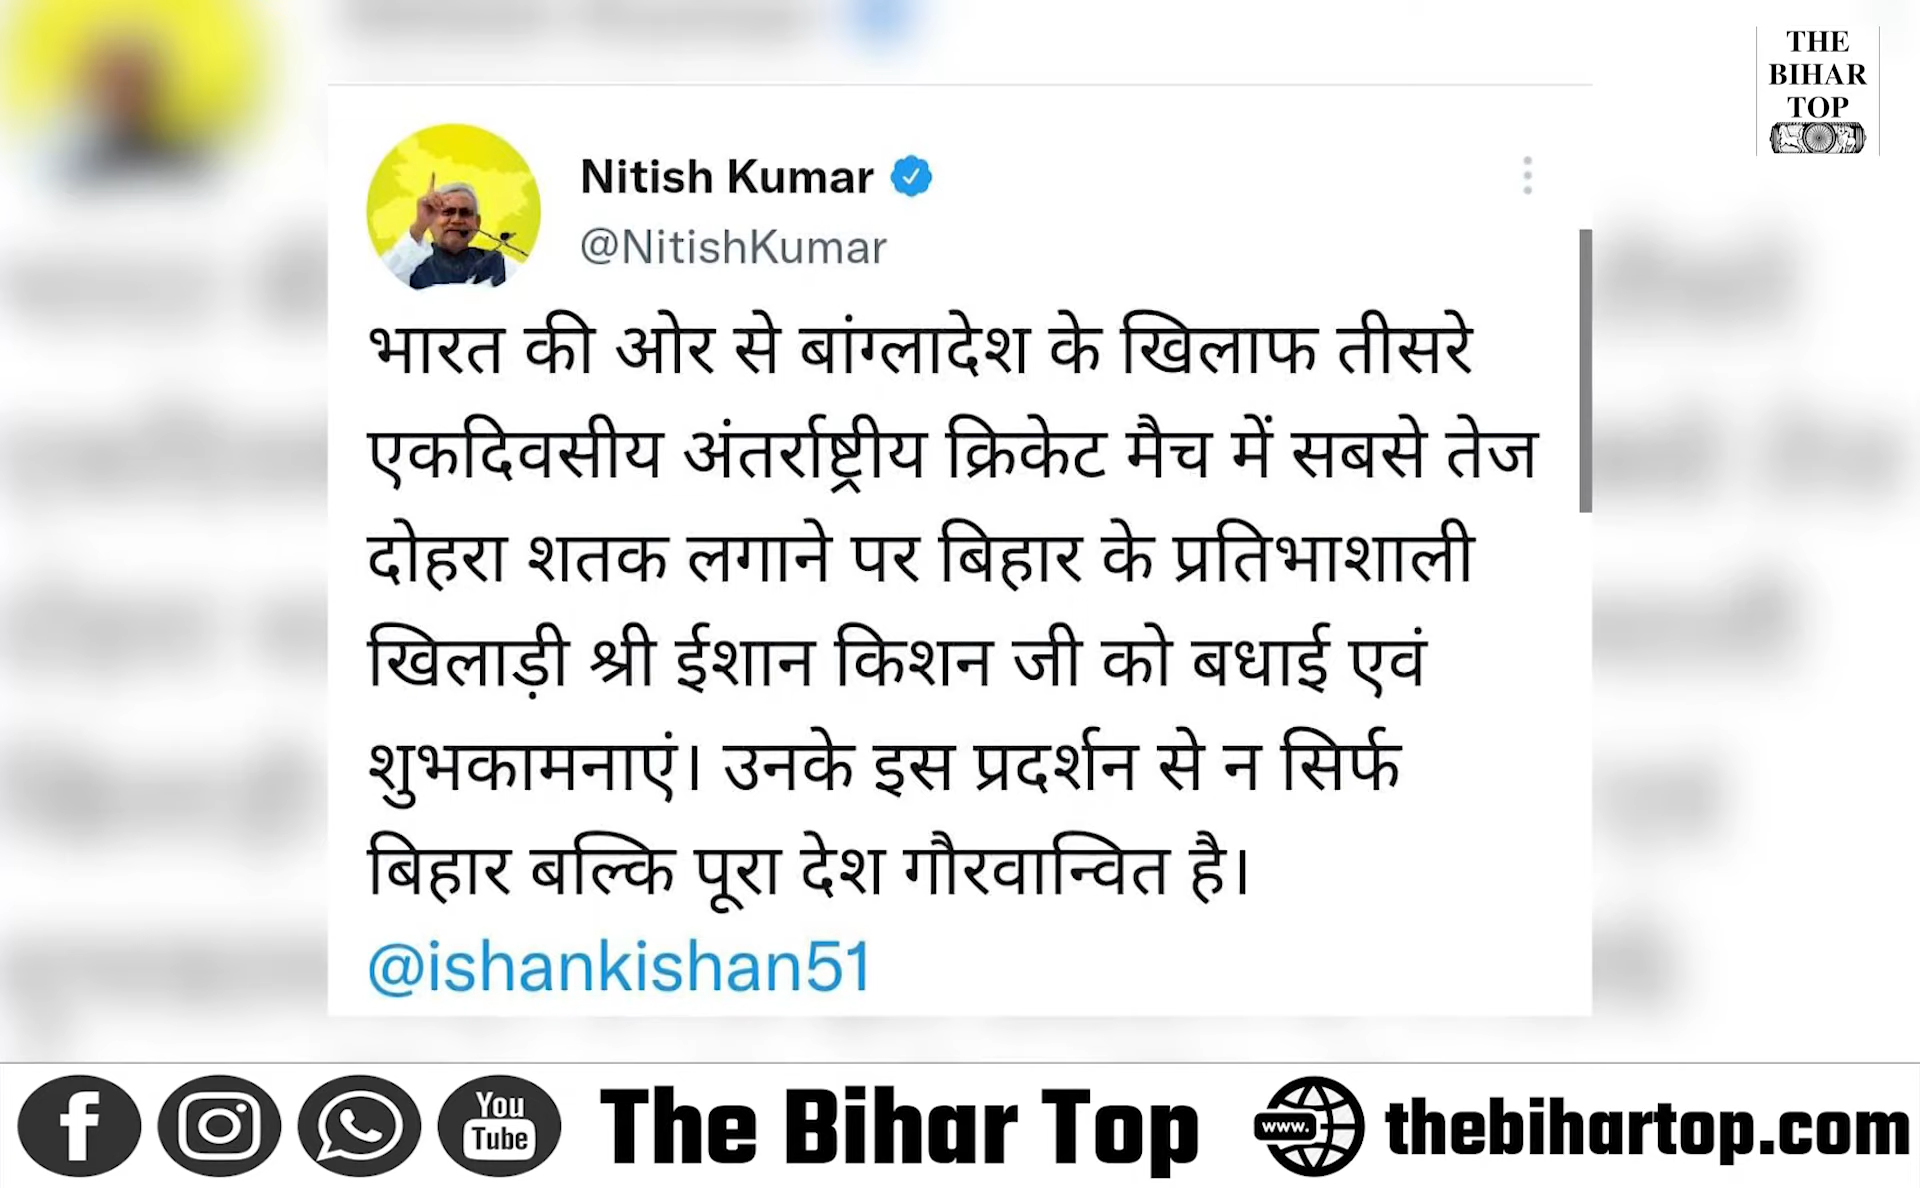 THE
BIHAR
TOP
Nitish Kumar
@NitishKumar
भारत की ओर से बांग्लादेश के खिलाफ तीसरे
एकदिवसीय अंतर्राष्ट्रीय क्रिकेट मैच में सबसे तेज
दोहरा शतक लगाने पर बिहार के प्रतिभाशाली
खिलाड़ी श्री ईशान किशन जी को बधाई एवं
शुभकामनाएं। उनके इस प्रदर्शन से न सिर्फ
बिहार बल्कि पूरा देश गौरवान्वित है।
@ishankishan51
You
Tube
The Bihar Top
www.
thebihartop.com